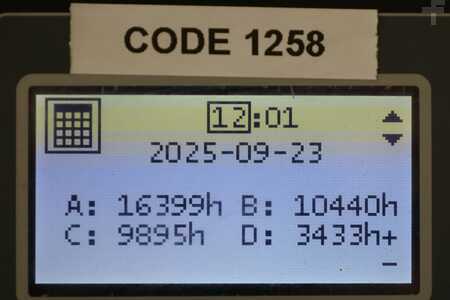 CODE 1258
12:01
2025-09-23
A: 16399h B: 10440h
C: 9895h D: 3433h+
-